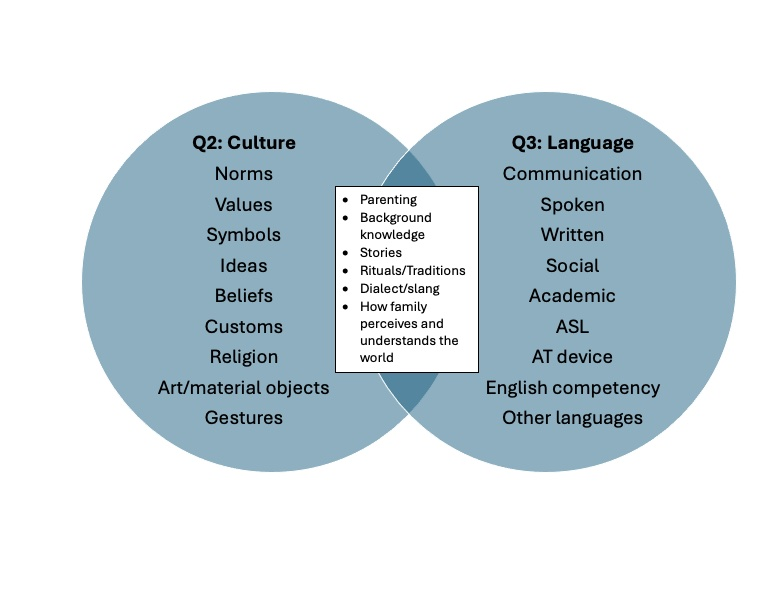 Q2: Culture
Norms
Values
Symbols
Ideas
Beliefs
Customs
Religion
Art/material objects
Gestures
• Parenting
• Background
knowledge
• Stories
• Rituals/Traditions
• Dialect/slang
• How family
perceives and
understands the
world
Q3: Language
Communication
Spoken
Written
Social
Academic
ASL
AT device
English competency
Other languages